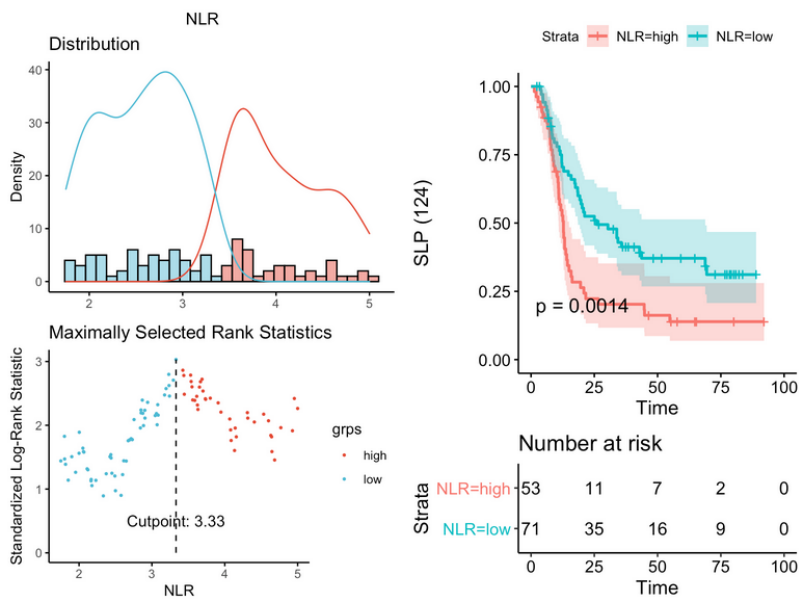 NLR
Distribution
Density
40
30
20
10
0
2 3 4 5
Maximally Selected Rank Statistics
Standardized Log-Rank Statistic
3
2
1
0
Cutpoint: 3.33
2 3 4 5
NLR
grps
high
low
Strata NLR=high NLR=low
SLP (124)
1.00
0.75
0.50
0.25
0.00
p = 0.0014
0 25 50 75 100
Time
Number at risk
Strata
NLR=high 53 11 7 2 0
NLR=low 71 35 16 9 0
0 25 50 75 100
Time